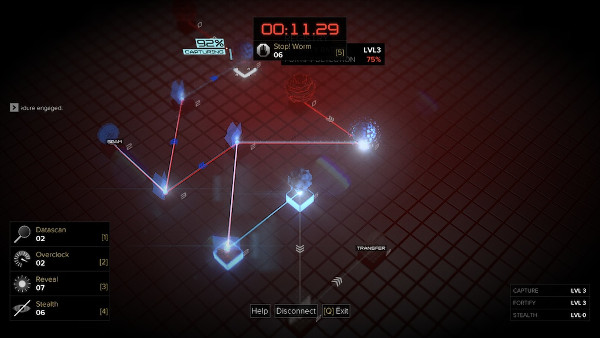 00:11.29
92%
CAPTURING
Stop! Worm
06
[5]
LVL3
75%
dure engaged.
SPAM
Datascan
02
[1]
Overclock
02
[2]
Reveal
07
[3]
Stealth
06
[4]
TRANSFER
Help
Disconnect
[Q] Exit
CAPTURE LVL 3
FORTIFY LVL 3
STEALTH LVL 0